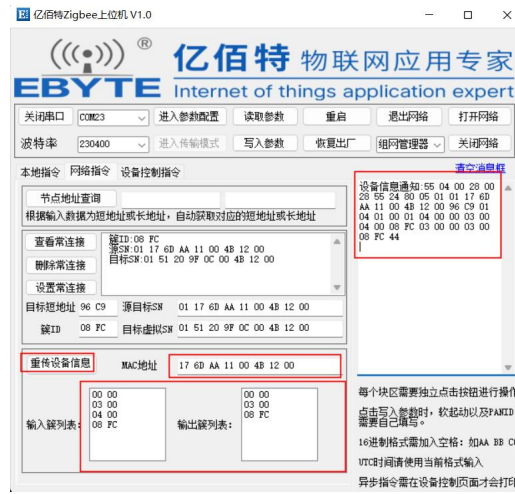 亿佰特Zigbee上位机 V1.0
((•)) ®
EBYTE
亿佰特 物联网应用专家
Internet of things application expert
关闭串口 COM23 进入参数配置 读取参数 重启 退出网络 打开网络
波特率 230400 进入传输模式 写入参数 恢复出厂 组网管理器 关闭网络
本地指令 网络指令 设备控制指令
清空消息框
节点地址查询
根据输入数据为短地址或长地址,自动获取对应的短地址或长地址
查看常连接
删除常连接
设置常连接
簇ID:08 FC
源SN:01 17 6D AA 11 00 4B 12 00
目标SN:01 51 20 9F 0C 00 4B 12 00
目标短地址 96 C9 源目标SN 01 17 6D AA 11 00 4B 12 00
簇ID 08 FC 目标虚拟SN 01 51 20 9F 0C 00 4B 12 00
重传设备信息 MAC地址 17 6D AA 11 00 4B 12 00
输入簇列表:
00 00
03 00
04 00
08 FC
输出簇列表:
00 00
03 00
08 FC
设备信息通知:55 04 00 28 00
28 55 24 80 05 01 01 17 6D
AA 11 00 4B 12 00 96 C9 01
04 01 00 01 04 00 00 03 00
04 00 08 FC 03 00 00 03 00
08 FC 44
每个块区需要独立点击按钮进行操作
点击写入参数时,软起动以及PANID
需要自己填写。
16进制格式需加入空格:如AA BB
UTC时间请使用当前格式输入
异步指令需在设备控制页面才会打印